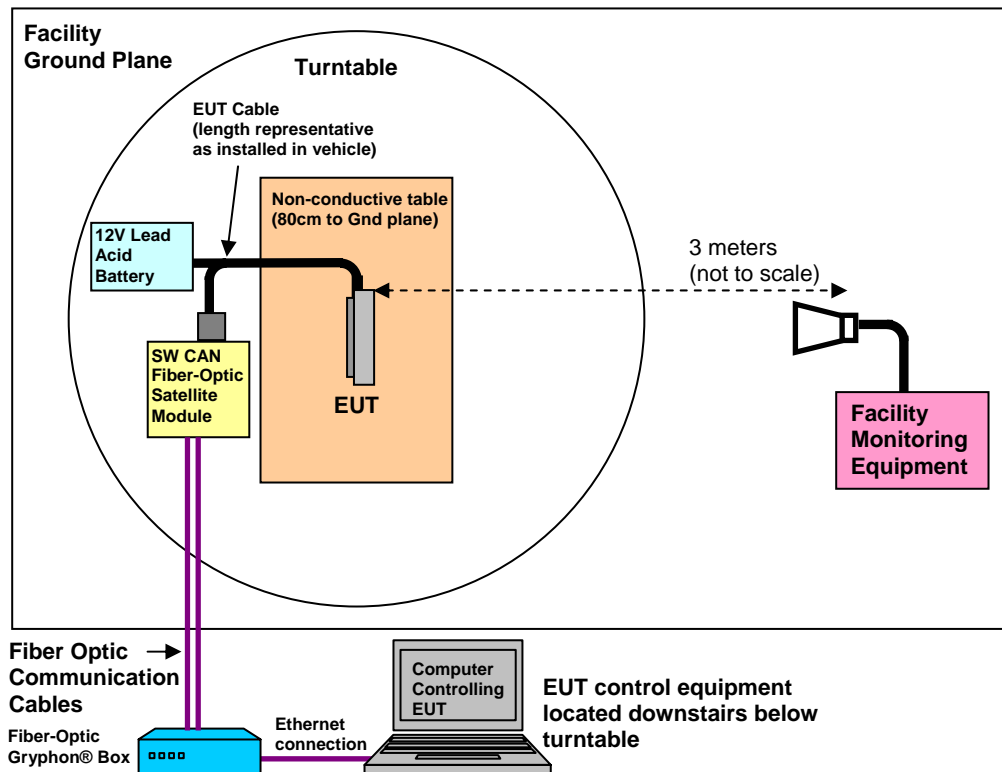 Facility
Ground Plane
Turntable
EUT Cable
(length representative
as installed in vehicle)
Non-conductive table
(80cm to Gnd plane)
12V Lead
Acid
Battery
3 meters
(not to scale)
SW CAN
Fiber-Optic
Satellite
Module
EUT
Facility
Monitoring
Equipment
Fiber Optic
Communication
Cables
Computer
Controlling
EUT
EUT control equipment
located downstairs below
turntable
Ethernet
connection
Fiber-Optic
Gryphon® Box